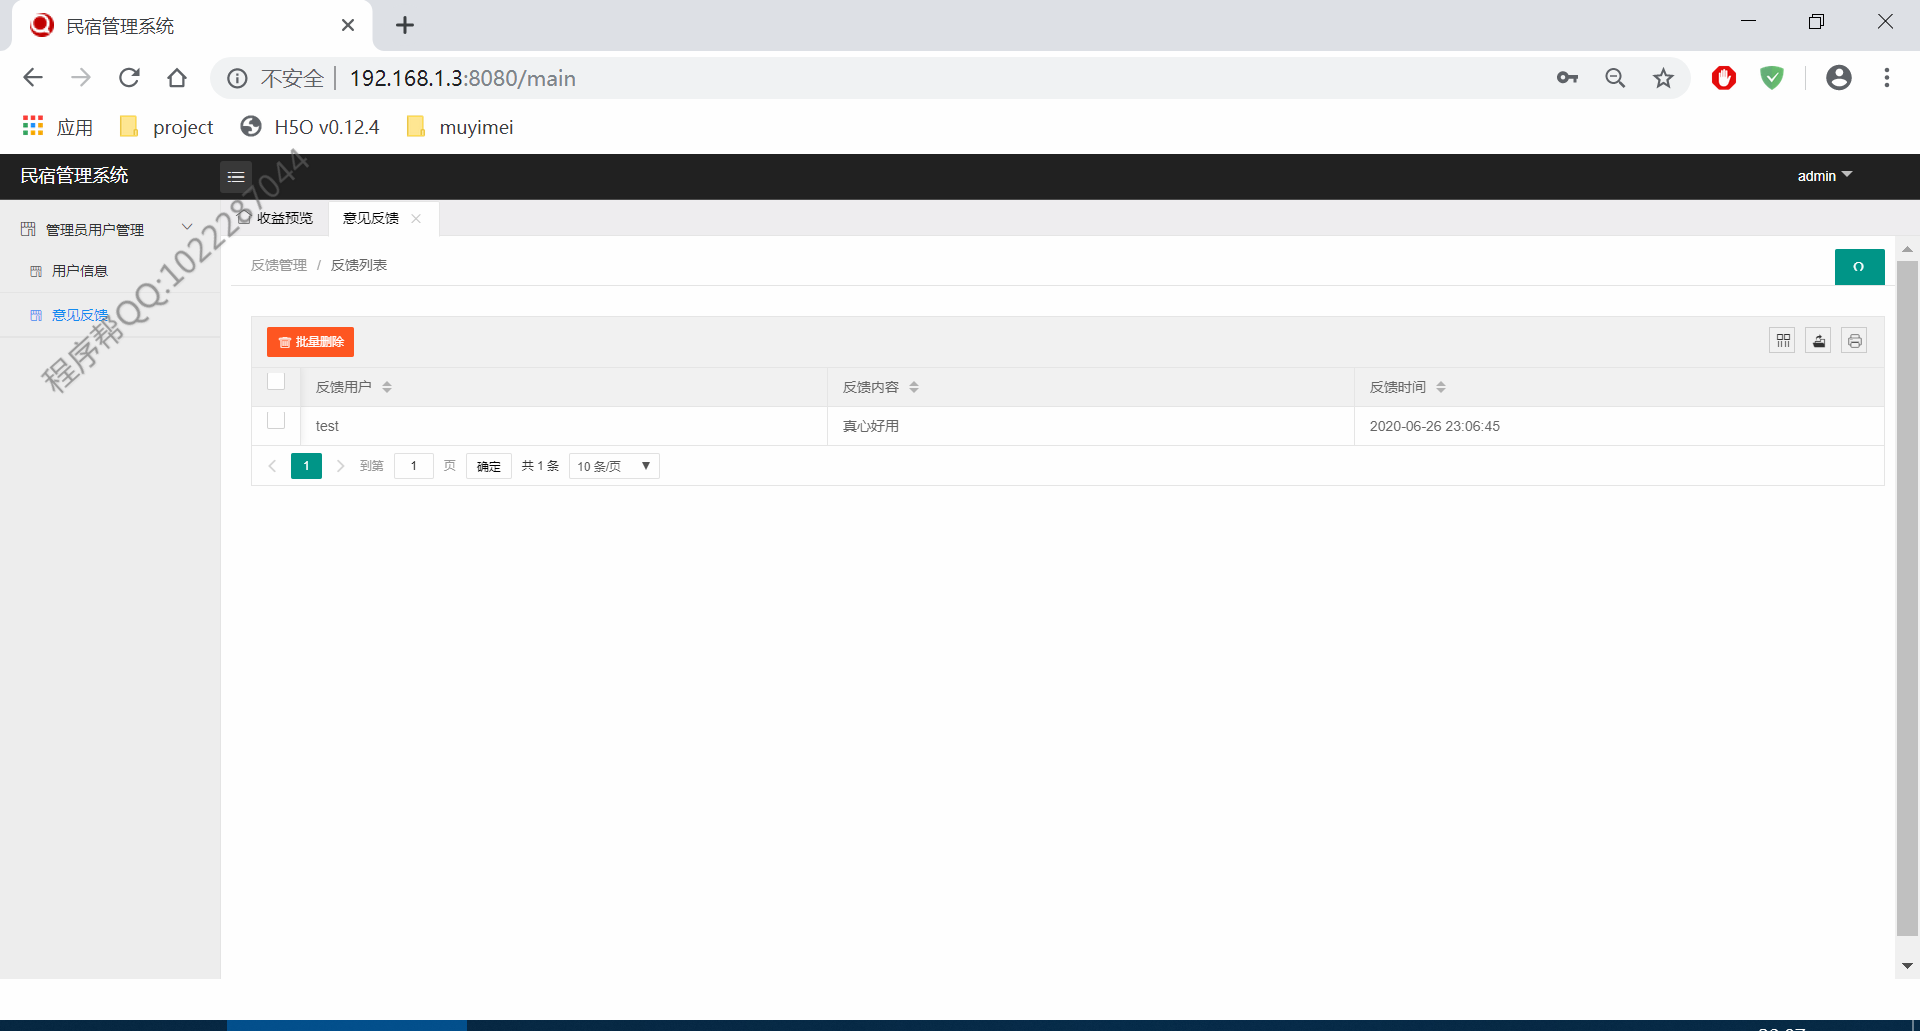 民宿管理系统
不安全 192.168.1.3:8080/main
应用 project H5O v0.12.4 muyimei
民宿管理系统 admin
管理员用户管理
用户信息
意见反馈
程序帮QQ:1022287044
收益预览 意见反馈
反馈管理 / 反馈列表
批量删除
反馈用户 反馈内容 反馈时间
test 真心好用 2020-06-26 23:06:45
1 到第 1 页 确定 共 1 条 10 条/页